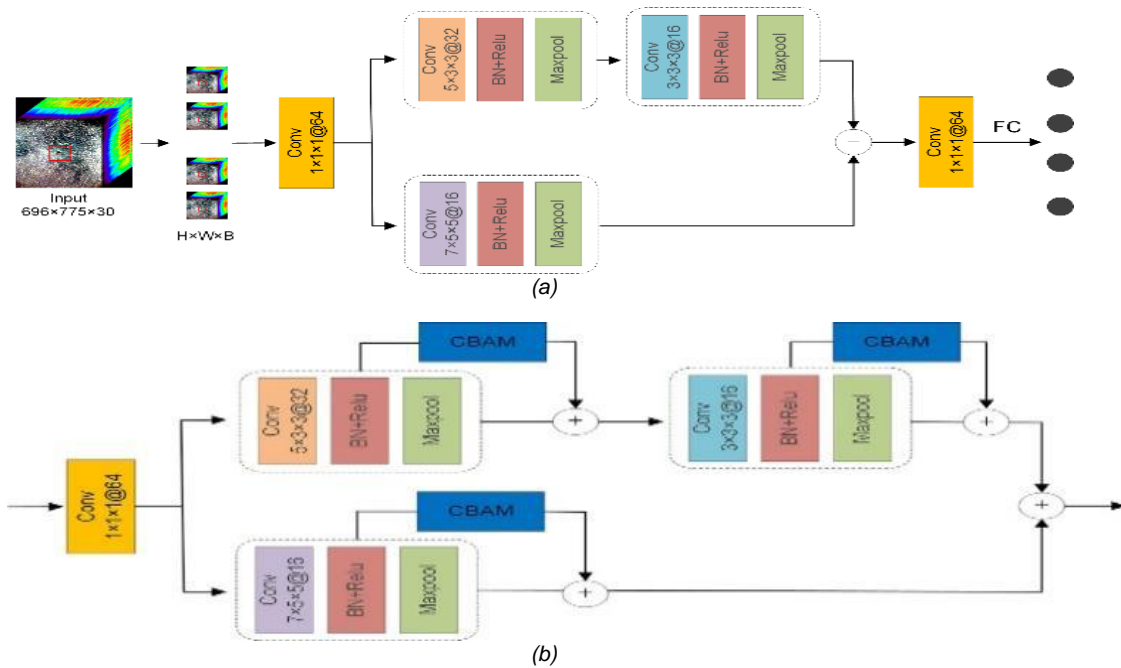 Conv
5×3×3@32
BN+Relu
Maxpool
Conv
3×3×3@16
BN+Relu
Maxpool
Conv
1×1×1@64
Input
696×775×30
H×W×B
−
Conv
1×1×1@64
FC
Conv
7×5×5@16
BN+Relu
Maxpool
(a)
CBAM
CBAM
Conv
5×3×3@32
BN+Relu
Maxpool
+
Conv
3×3×3@16
BN+Relu
Maxpool
+
Conv
1×1×1@64
CBAM
+
Conv
7×5×5@16
BN+Relu
Maxpool
+
(b)